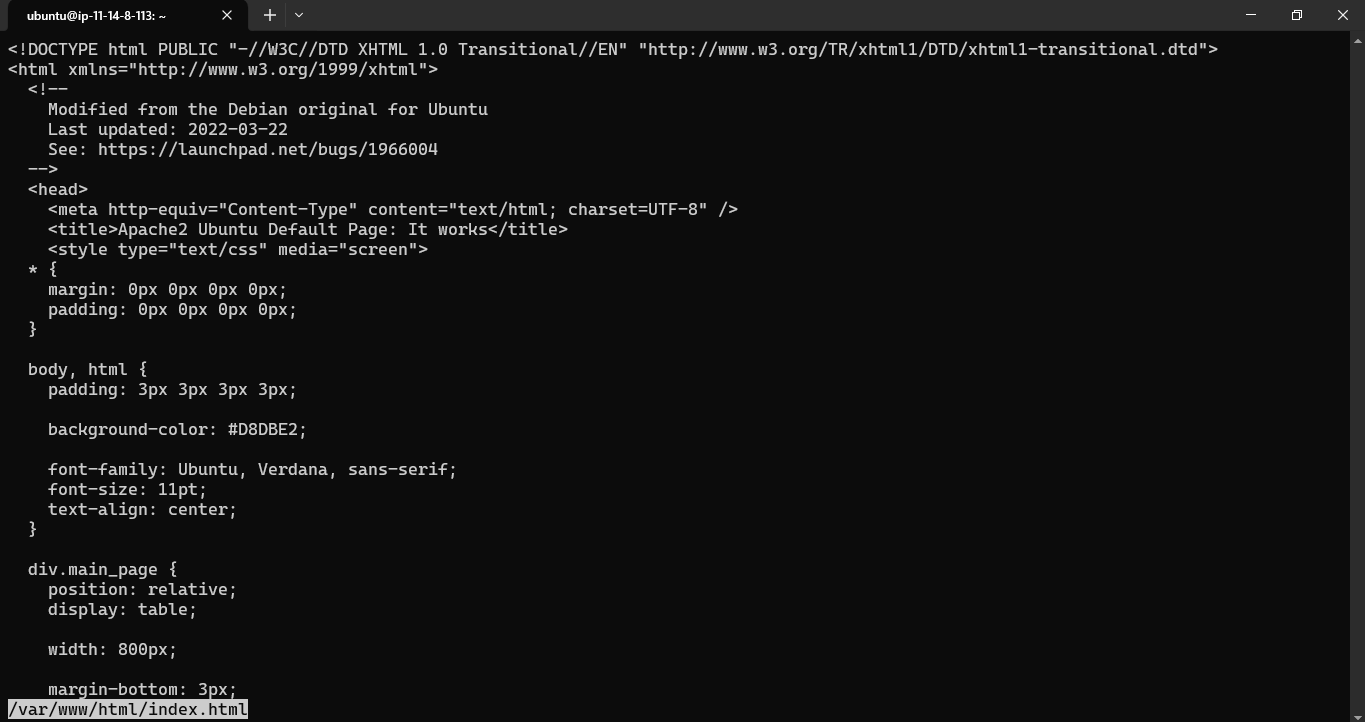 ubuntu@ip-11-14-8-113: ~
<!DOCTYPE html PUBLIC "-//W3C//DTD XHTML 1.0 Transitional//EN" "http://www.w3.org/TR/xhtml1/DTD/xhtml1-transitional.dtd">
<html xmlns="http://www.w3.org/1999/xhtml">
  <!--
    Modified from the Debian original for Ubuntu
    Last updated: 2022-03-22
    See: https://launchpad.net/bugs/1966004
  -->
  <head>
    <meta http-equiv="Content-Type" content="text/html; charset=UTF-8" />
    <title>Apache2 Ubuntu Default Page: It works</title>
    <style type="text/css" media="screen">
  * {
    margin: 0px 0px 0px 0px;
    padding: 0px 0px 0px 0px;
  }

  body, html {
    padding: 3px 3px 3px 3px;

    background-color: #D8DBE2;

    font-family: Ubuntu, Verdana, sans-serif;
    font-size: 11pt;
    text-align: center;
  }

  div.main_page {
    position: relative;
    display: table;

    width: 800px;

    margin-bottom: 3px;
/var/www/html/index.html